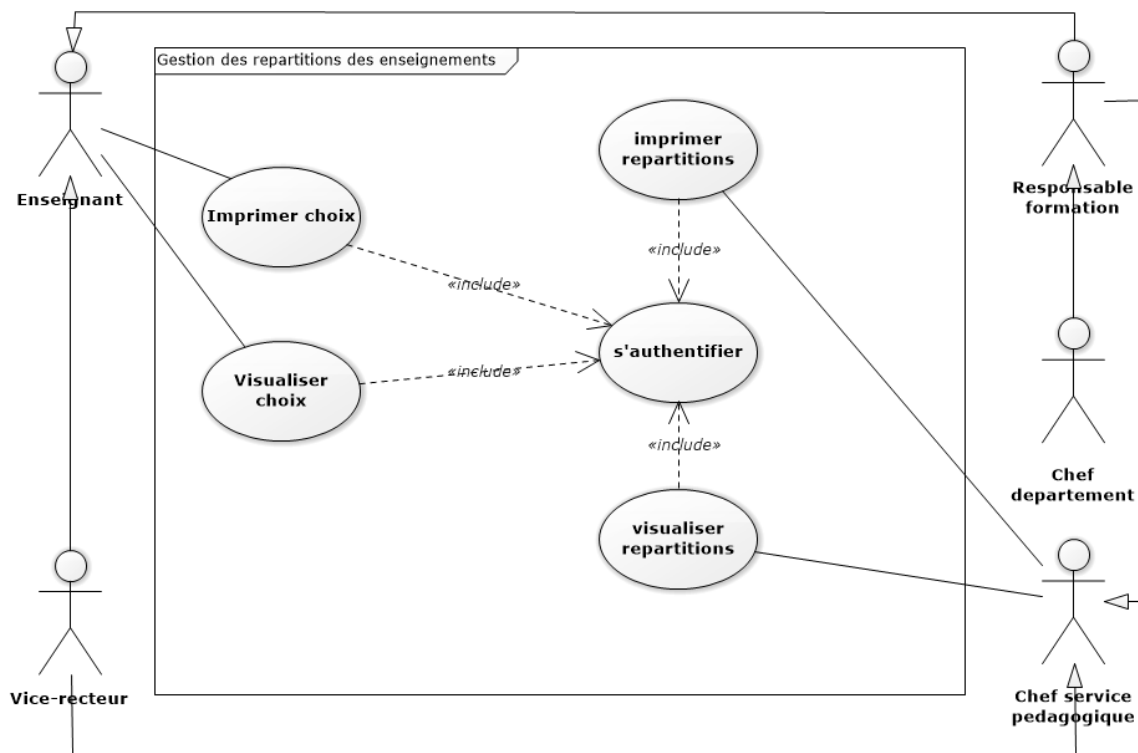 Gestion des repartitions des enseignements
Enseignant
Imprimer choix
Visualiser
choix
imprimer
repartitions
«include»
«include»
«include»
«include»
s'authentifier
visualiser
repartitions
Responsable
formation
Chef
departement
Chef service
pedagogique
Vice-recteur